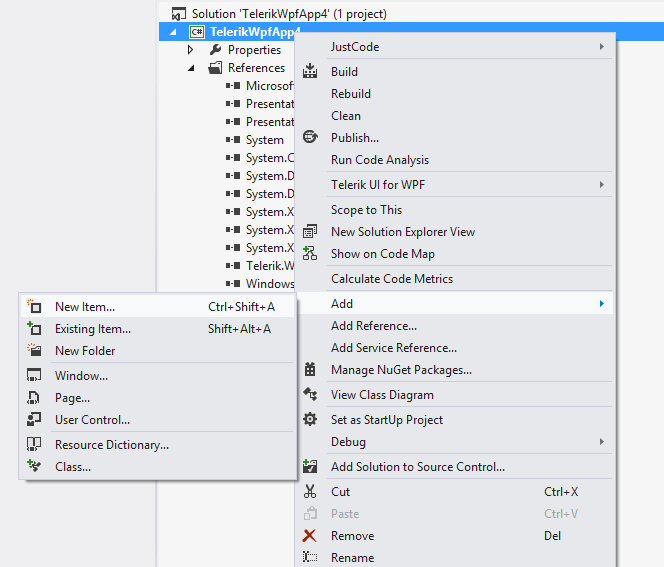 Solution 'TelerikWpfApp4' (1 project)
C# TelerikWpfApp4
Properties
References
Microsof
Presentat
Presentat
System
System.C
System.D
System.D
System.X
System.X
System.X
Telerik.W
Windows
JustCode
Build
Rebuild
Clean
Publish...
Run Code Analysis
Telerik UI for WPF
Scope to This
New Solution Explorer View
Show on Code Map
Calculate Code Metrics
Add
Add Reference...
Add Service Reference...
Manage NuGet Packages...
View Class Diagram
Set as StartUp Project
Debug
Add Solution to Source Control...
Cut Ctrl+X
Paste Ctrl+V
Remove Del
Rename
New Item... Ctrl+Shift+A
Existing Item... Shift+Alt+A
New Folder
Window...
Page...
User Control...
Resource Dictionary...
Class...